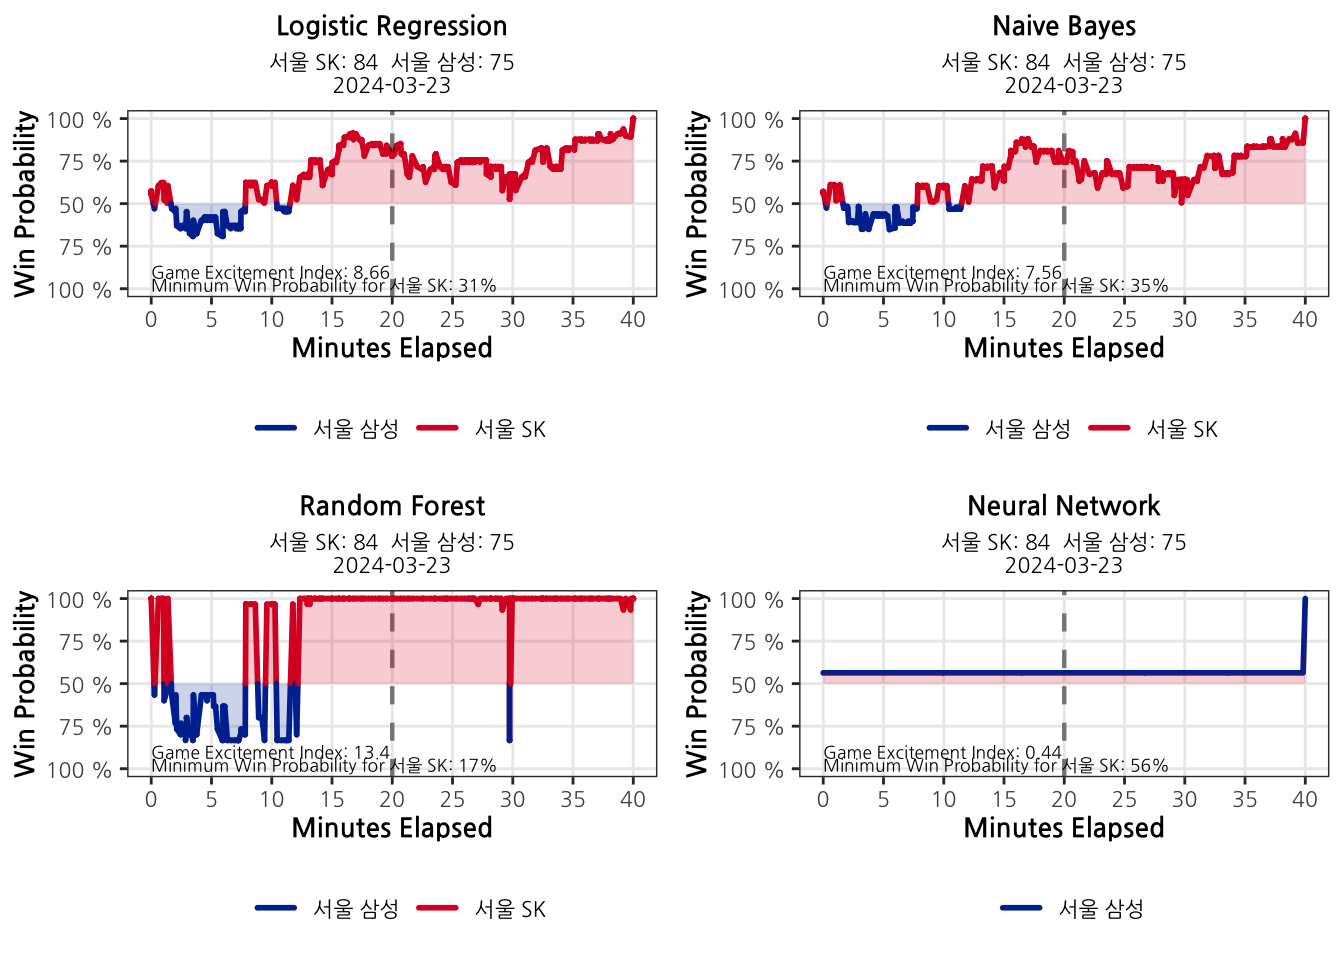 Logistic Regression
서울 SK: 84 서울 삼성: 75
2024-03-23
Win Probability
100 %
75 %
50 %
75 %
100 %
Game Excitement Index: 8.66
Minimum Win Probability for 서울 SK: 31%
0 5 10 15 20 25 30 35 40
Minutes Elapsed
서울 삼성 서울 SK
Naive Bayes
서울 SK: 84 서울 삼성: 75
2024-03-23
Win Probability
100 %
75 %
50 %
75 %
100 %
Game Excitement Index: 7.56
Minimum Win Probability for 서울 SK: 35%
0 5 10 15 20 25 30 35 40
Minutes Elapsed
서울 삼성 서울 SK
Random Forest
서울 SK: 84 서울 삼성: 75
2024-03-23
Win Probability
100 %
75 %
50 %
75 %
100 %
Game Excitement Index: 13.4
Minimum Win Probability for 서울 SK: 17%
0 5 10 15 20 25 30 35 40
Minutes Elapsed
서울 삼성 서울 SK
Neural Network
서울 SK: 84 서울 삼성: 75
2024-03-23
Win Probability
100 %
75 %
50 %
75 %
100 %
Game Excitement Index: 0.44
Minimum Win Probability for 서울 SK: 56%
0 5 10 15 20 25 30 35 40
Minutes Elapsed
서울 삼성